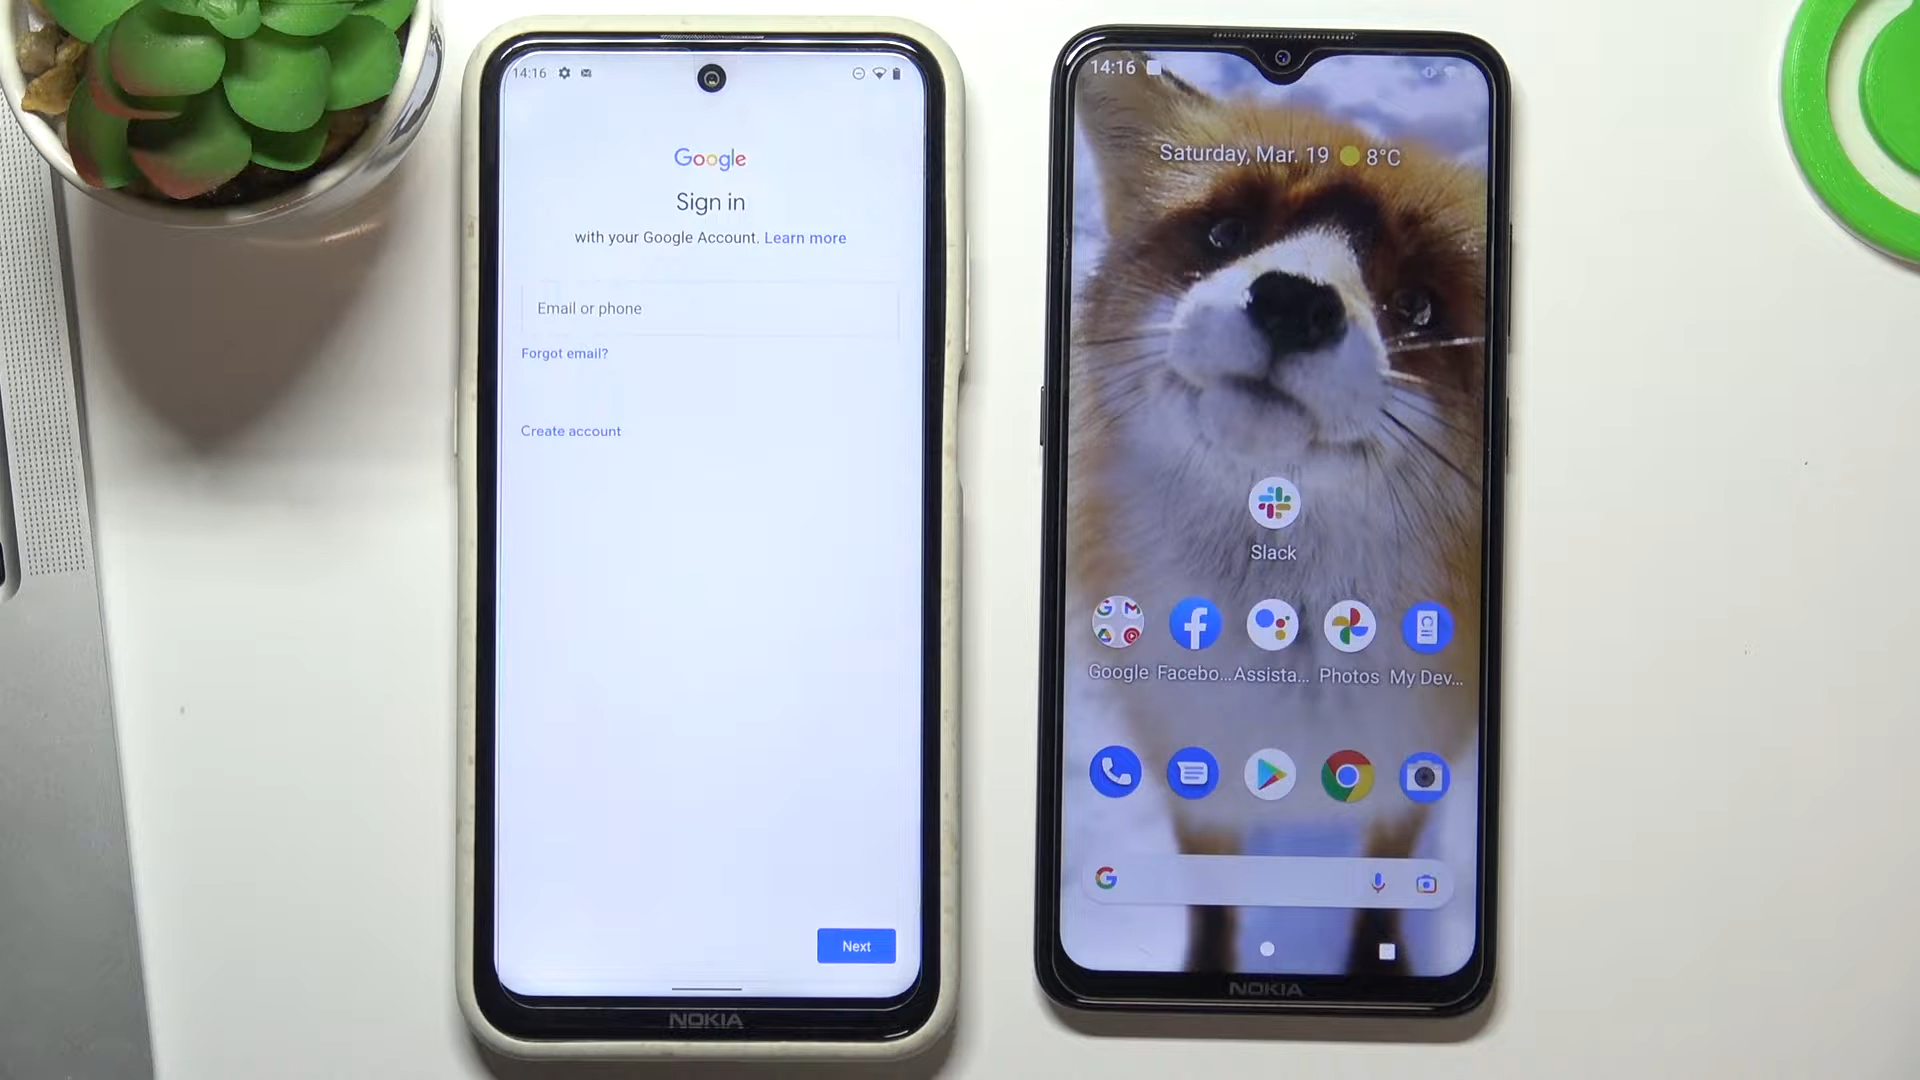 14:16
Google
Sign in
with your Google Account. Learn more
Email or phone
Forgot email?
Create account
Next
NOKIA
14:16
Saturday, Mar. 19 8°C
Slack
Google Facebo... Assista... Photos My Dev...
NOKIA